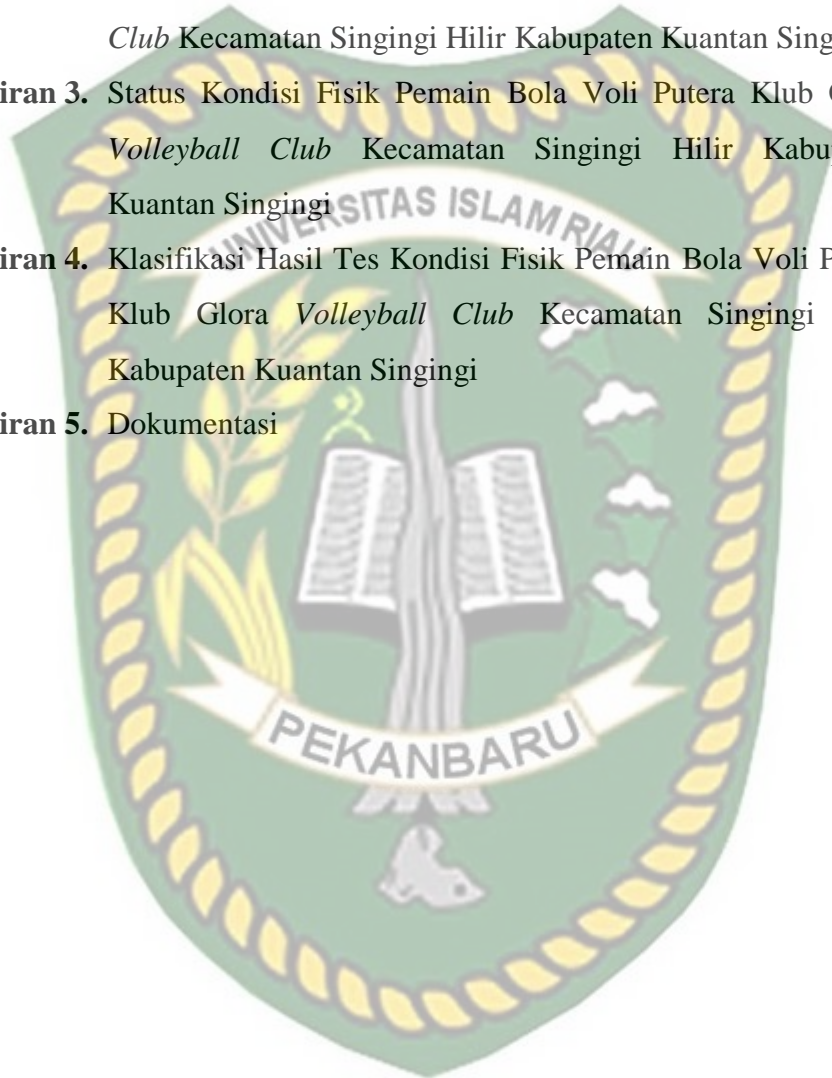 Club Kecamatan Singingi Hilir Kabupaten Kuantan Sing
iran 3. Status Kondisi Fisik Pemain Bola Voli Putera Klub
Volleyball Club Kecamatan Singingi Hilir Kabup
Kuantan Singingi
UNIVERSITAS ISLAM RIAU
iran 4. Klasifikasi Hasil Tes Kondisi Fisik Pemain Bola Voli P
Klub Glora Volleyball Club Kecamatan Singingi
Kabupaten Kuantan Singingi
iran 5. Dokumentasi
PEKANBARU